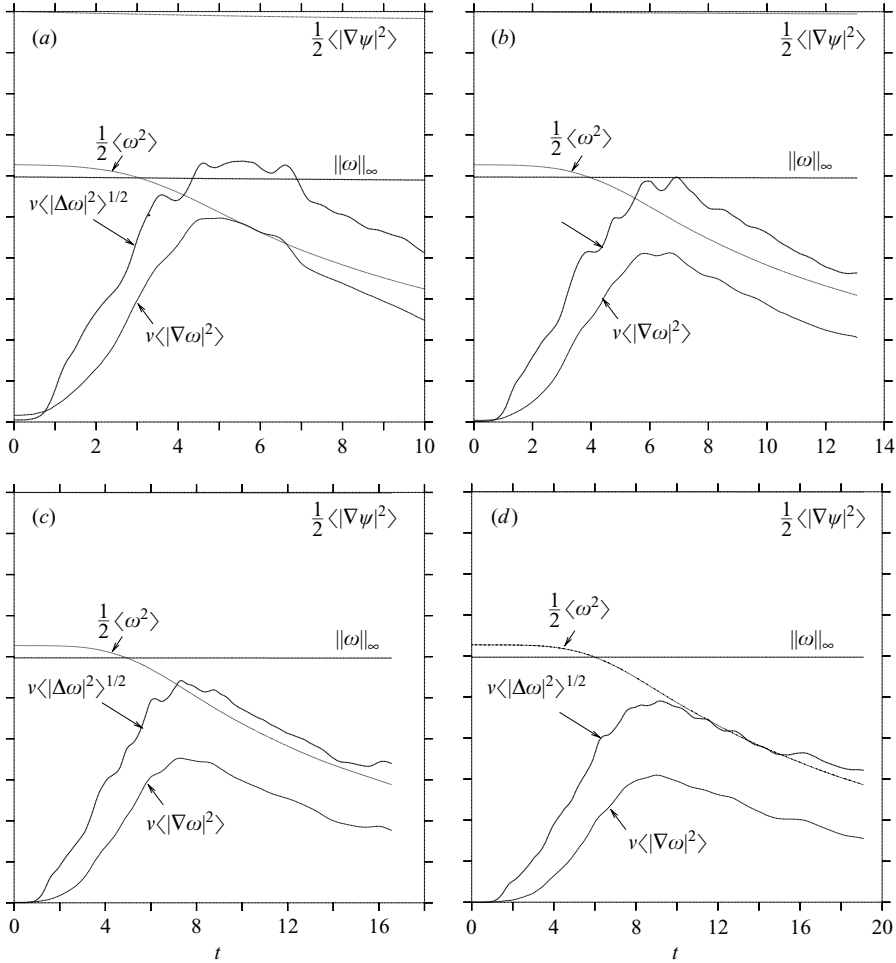 (a)
1/2⟨|∇ψ|²⟩
1/2⟨ω²⟩
||ω||∞
ν⟨|Δω|²⟩^1/2
ν⟨|∇ω|²⟩
0 2 4 6 8 10
(b)
1/2⟨|∇ψ|²⟩
1/2⟨ω²⟩
||ω||∞
ν⟨|∇ω|²⟩
0 2 4 6 8 10 12 14
(c)
1/2⟨|∇ψ|²⟩
1/2⟨ω²⟩
||ω||∞
ν⟨|Δω|²⟩^1/2
ν⟨|∇ω|²⟩
0 4 8 12 16
t
(d)
1/2⟨|∇ψ|²⟩
1/2⟨ω²⟩
||ω||∞
ν⟨|Δω|²⟩^1/2
ν⟨|∇ω|²⟩
0 4 8 12 16 20
t